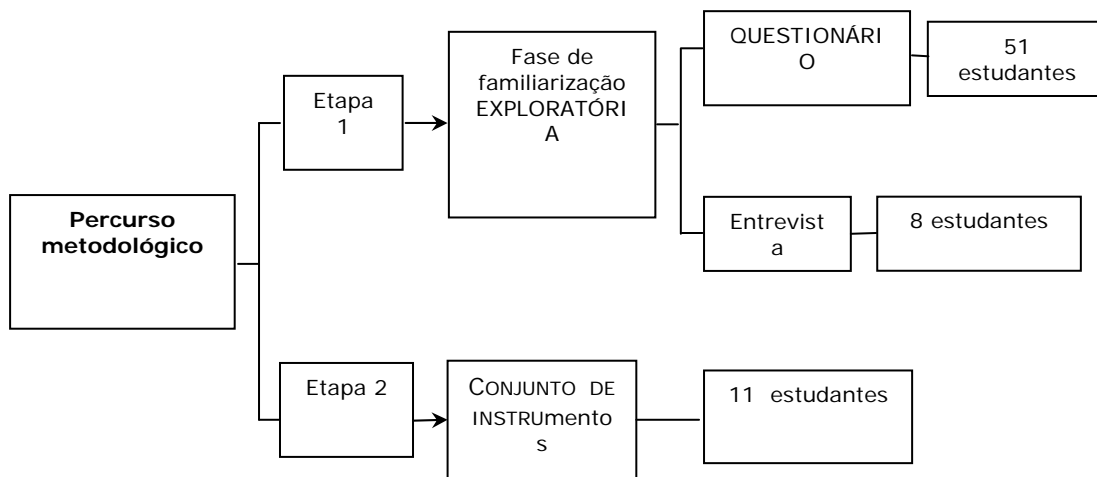 Percurso
metodológico
Etapa
1
Fase de
familiarização
EXPLORATÓRI
A
QUESTIONÁRI
O
51
estudantes
Entrevist
a
8 estudantes
Etapa 2
CONJUNTO DE
INSTRUmento
s
11 estudantes